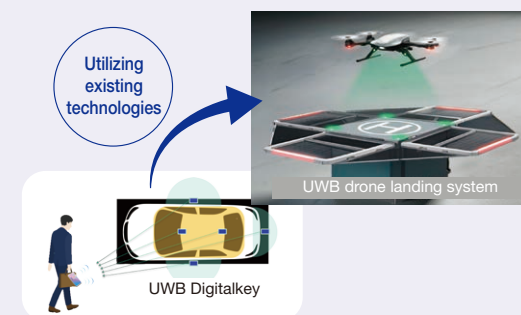 Utilizing
existing
technologies
H
UWB drone landing system
UWB Digitalkey